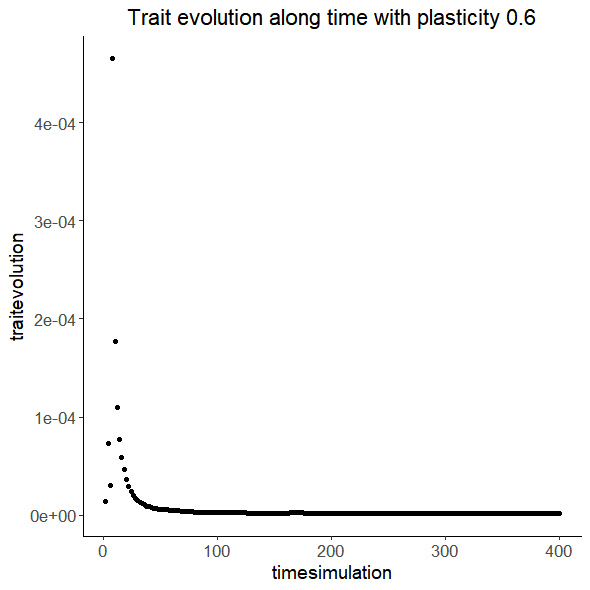 Trait evolution along time with plasticity 0.6
4e-04
3e-04
2e-04
1e-04
0e+00
traitevolution
0
100
200
300
400
timesimulation